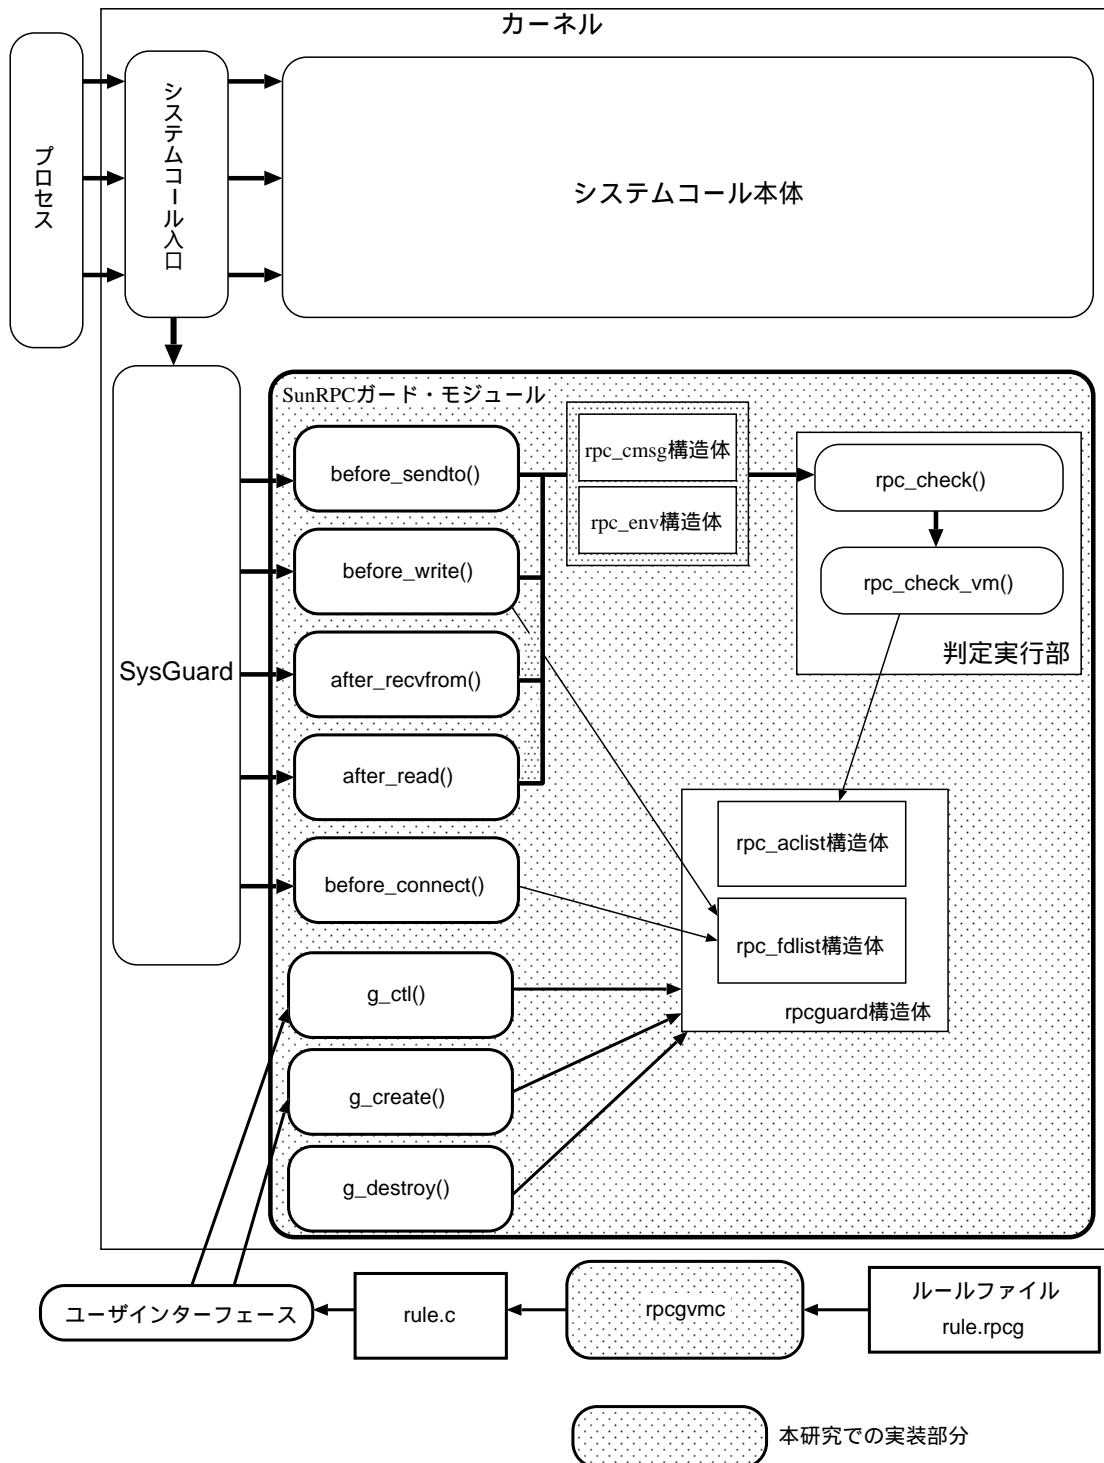 カーネル
プロセス
システムコール入口
システムコール本体
SysGuard
SunRPCガード・モジュール
before_sendto()
before_write()
after_recvfrom()
after_read()
before_connect()
g_ctl()
g_create()
g_destroy()
rpc_cmsg構造体
rpc_env構造体
rpc_check()
rpc_check_vm()
判定実行部
rpc_aclist構造体
rpc_fdlist構造体
rpcguard構造体
ユーザインターフェース
rule.c
rpcgvmc
ルールファイル
rule.rpcg
本研究での実装部分